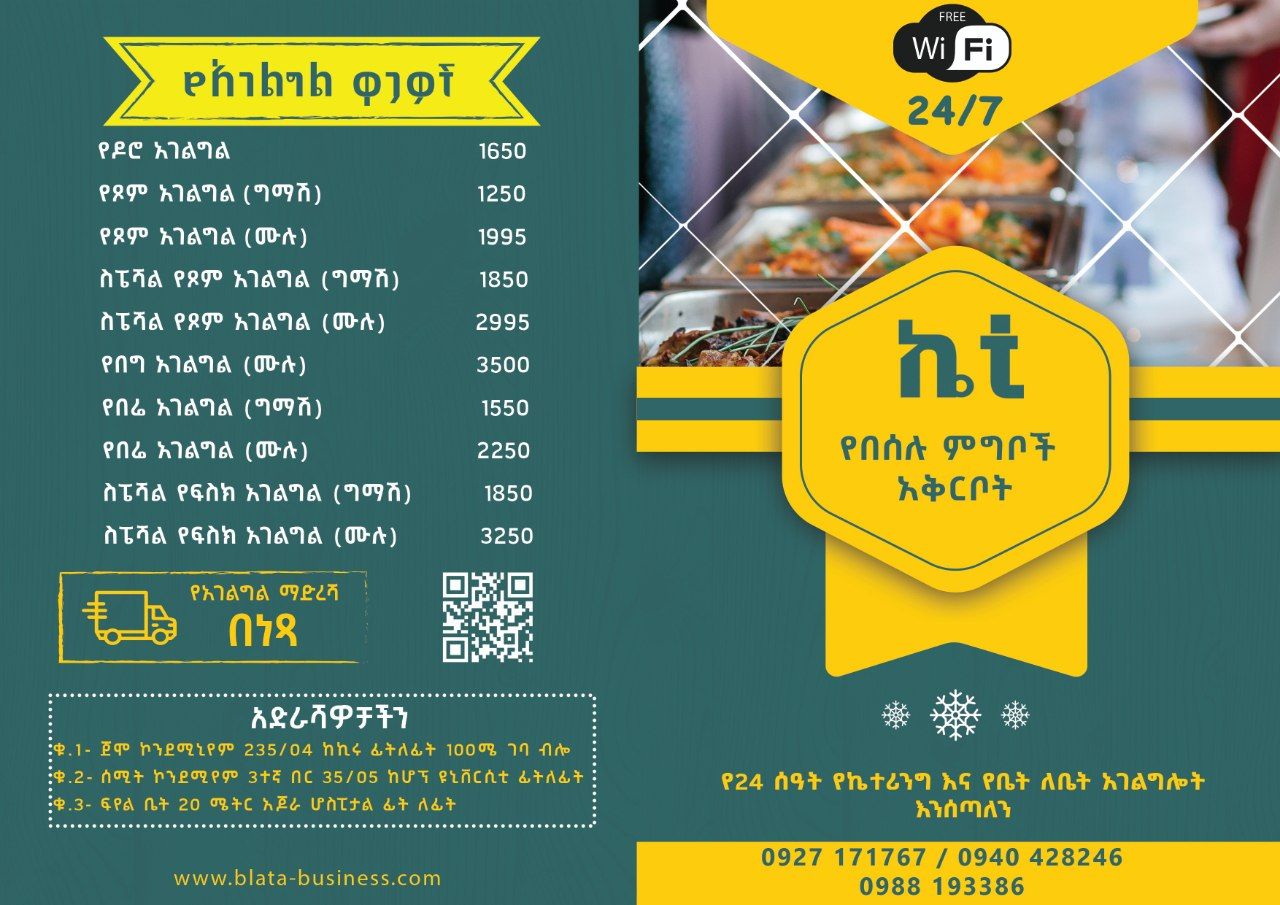 የአገልግል ዋጋዎች
የዶሮ አገልግል 1650
የጾም አገልግል (ግማሽ) 1250
የጾም አገልግል (ሙሉ) 1995
ስፔሻል የጾም አገልግል (ግማሽ) 1850
ስፔሻል የጾም አገልግል (ሙሉ) 2995
የበግ አገልግል (ሙሉ) 3500
የበሬ አገልግል (ግማሽ) 1550
የበሬ አገልግል (ሙሉ) 2250
ስፔሻል የፍስክ አገልግል (ግማሽ) 1850
ስፔሻል የፍስክ አገልግል (ሙሉ) 3250
የአገልግል ማድረሻ
በነጻ
አድራሻዎቻችን
ቁ.1- ጀሞ ኮንደሚኒየም 235/04 ከኪሩ ፊትለፊት 100ሜ ገባ ብሎ
ቁ.2- ሰሚት ኮንደሚየም 3ተኛ በር 35/05 ከሆፕ ዩኒቨርሲቲ ፊትለፊት
ቁ.3- ፍየል ቤት 20 ሜትር አጆራ ሆስፒታል ፊት ለፊት
www.blata-business.com
FREE
Wi Fi
24/7
ኬቲ
የበሰሉ ምግቦች
አቅርቦት
የ24 ሰዓት የኬተሪንግ እና የቤት ለቤት አገልግሎት
እንሰጣለን
0927 171767 / 0940 428246
0988 193386